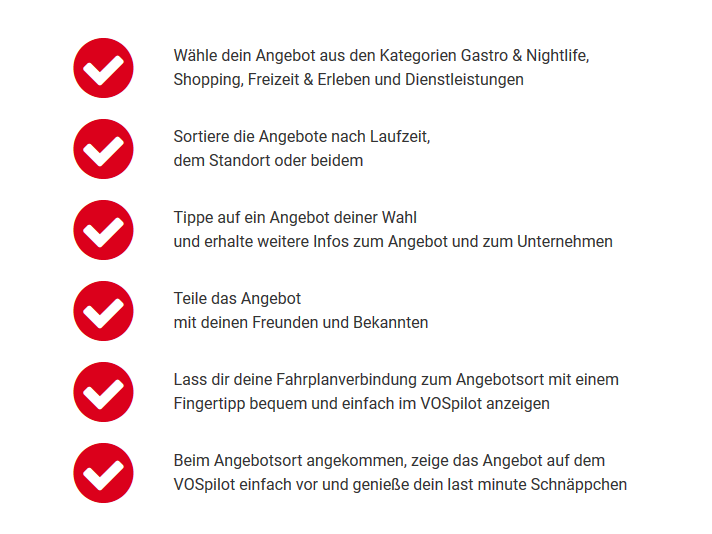 Wähle dein Angebot aus den Kategorien Gastro & Nightlife,
Shopping, Freizeit & Erleben und Dienstleistungen
Sortiere die Angebote nach Laufzeit,
dem Standort oder beidem
Tippe auf ein Angebot deiner Wahl
und erhalte weitere Infos zum Angebot und zum Unternehmen
Teile das Angebot
mit deinen Freunden und Bekannten
Lass dir deine Fahrplanverbindung zum Angebotsort mit einem
Fingertipp bequem und einfach im VOSpilot anzeigen
Beim Angebotsort angekommen, zeige das Angebot auf dem
VOSpilot einfach vor und genieße dein last minute Schnäppchen